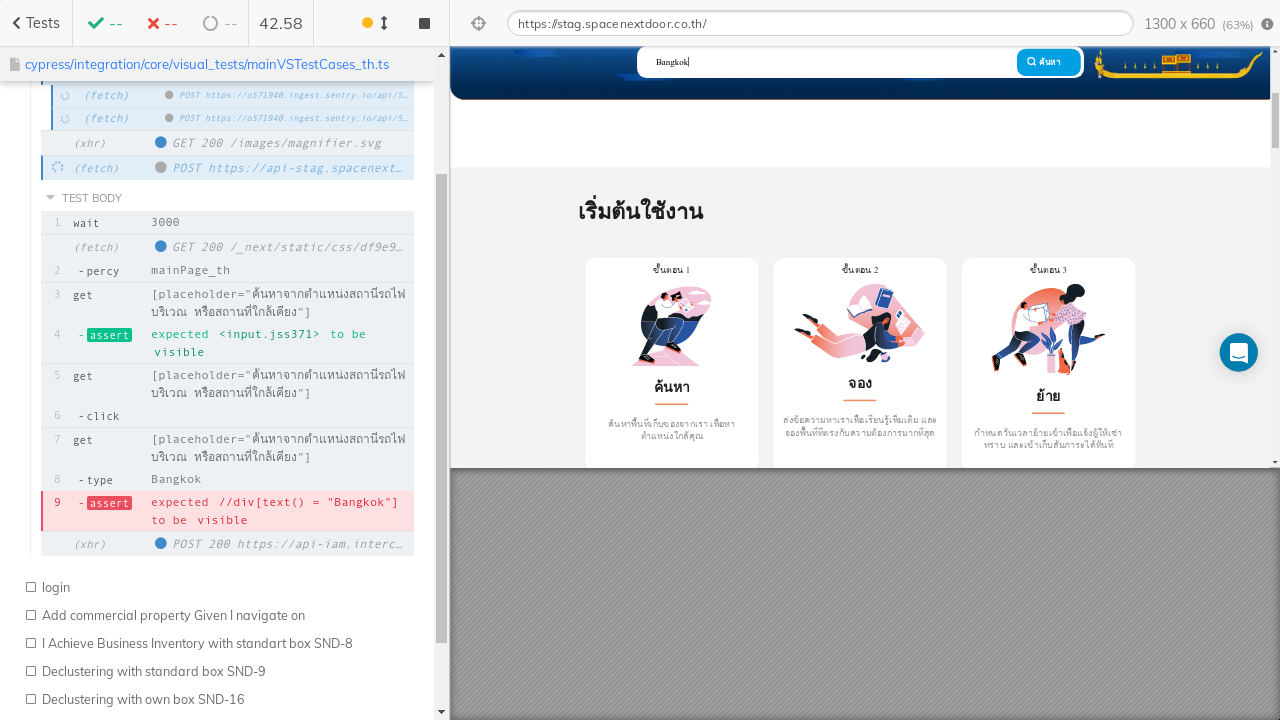 Tests
--
--
--
42.58
https://stag.spacenextdoor.co.th/
1300 x 660 (63%)
cypress/integration/core/visual_tests/mainVSTestCases_th.ts
(fetch) POST https://o571940.ingest.sentry.io/api/5…
(fetch) POST https://o571940.ingest.sentry.io/api/5…
(xhr) GET 200 /images/magnifier.svg
(fetch) POST https://api-stag.spacenext…
TEST BODY
1 wait 3000
(fetch) GET 200 /_next/static/css/df9e9…
2 -percy mainPage_th
3 get [placeholder="ค้นหาจากตำแหน่งสถานีรถไฟ
บริเวณ หรือสถานที่ใกล้เคียง"]
4 -assert expected <input.jss371> to be
visible
5 get [placeholder="ค้นหาจากตำแหน่งสถานีรถไฟ
บริเวณ หรือสถานที่ใกล้เคียง"]
6 -click
7 get [placeholder="ค้นหาจากตำแหน่งสถานีรถไฟ
บริเวณ หรือสถานที่ใกล้เคียง"]
8 -type Bangkok
9 -assert expected //div[text() = "Bangkok"]
to be visible
(xhr) POST 200 https://api-iam.interc…
login
Add commercial property Given I navigate on
I Achieve Business Inventory with standart box SND-8
Declustering with standard box SND-9
Declustering with own box SND-16
Bangkok
ค้นหา
เริ่มต้นใช้งาน
ขั้นตอน 1
ค้นหา
ค้นหาพื้นที่เก็บของจากเรา เพื่อหา
ตำแหน่งใกล้คุณ
ขั้นตอน 2
จอง
ส่งข้อความหาเราเพื่อเรียนรู้เพิ่มเติม และ
จองพื้นที่ที่ตรงกับความต้องการมากที่สุด
ขั้นตอน 3
ย้าย
กำหนดวันเวลาย้ายเข้าเพื่อแจ้งผู้ให้เช่า
ทราบ และเข้าเก็บสัมภาระได้ทันที